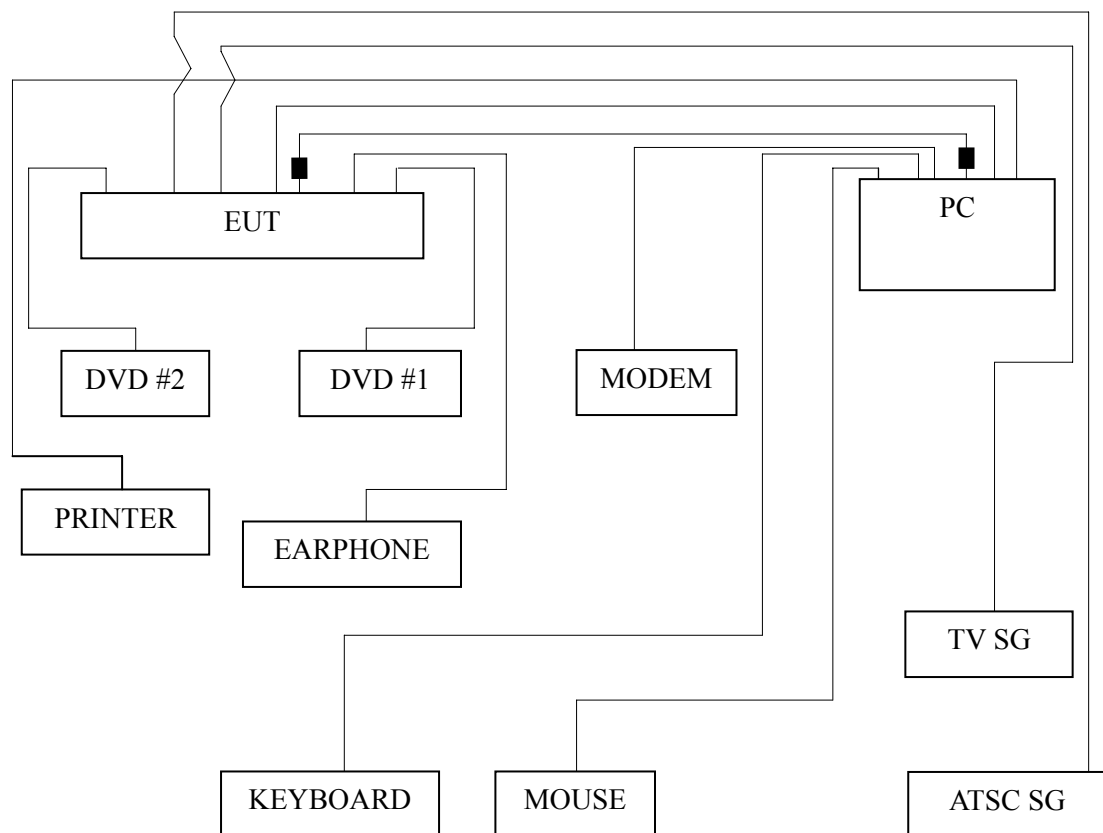 EUT
PC
DVD #2
DVD #1
MODEM
PRINTER
EARPHONE
TV SG
KEYBOARD
MOUSE
ATSC SG